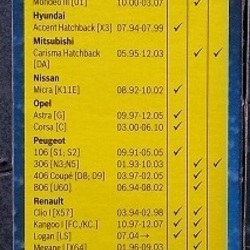 Mondeo III [01] 10.00-03.07 ✓
Hyundai
Accent Hatchback [X3] 07.94-07.99 ✓
Mitsubishi
Carisma Hatchback 05.95-12.03 ✓ ✓
[DA]
Nissan
Micra [K11E] 08.92-10.02 ✓
Opel
Astra [G] 09.97-12.05 ✓
Corsa [C] 03.00-06.10 ✓
Peugeot
106 [S1; S2] 09.91-05.05 ✓
306 [N3;N5] 01.93-10.03 ✓ ✓
406 Coupé [D8; D9] 03.97-12.05 ✓
806 [U60] 06.94-08.02 ✓
Renault
Clio I [X57] 03.94-02.98 ✓ ✓
Kangoo I [FC./KC.] 12.97-10.07 ✓ ✓
Logan [LS] 07.04→ ✓ ✓
Megane I [X64] 01.96-09.03 ✓